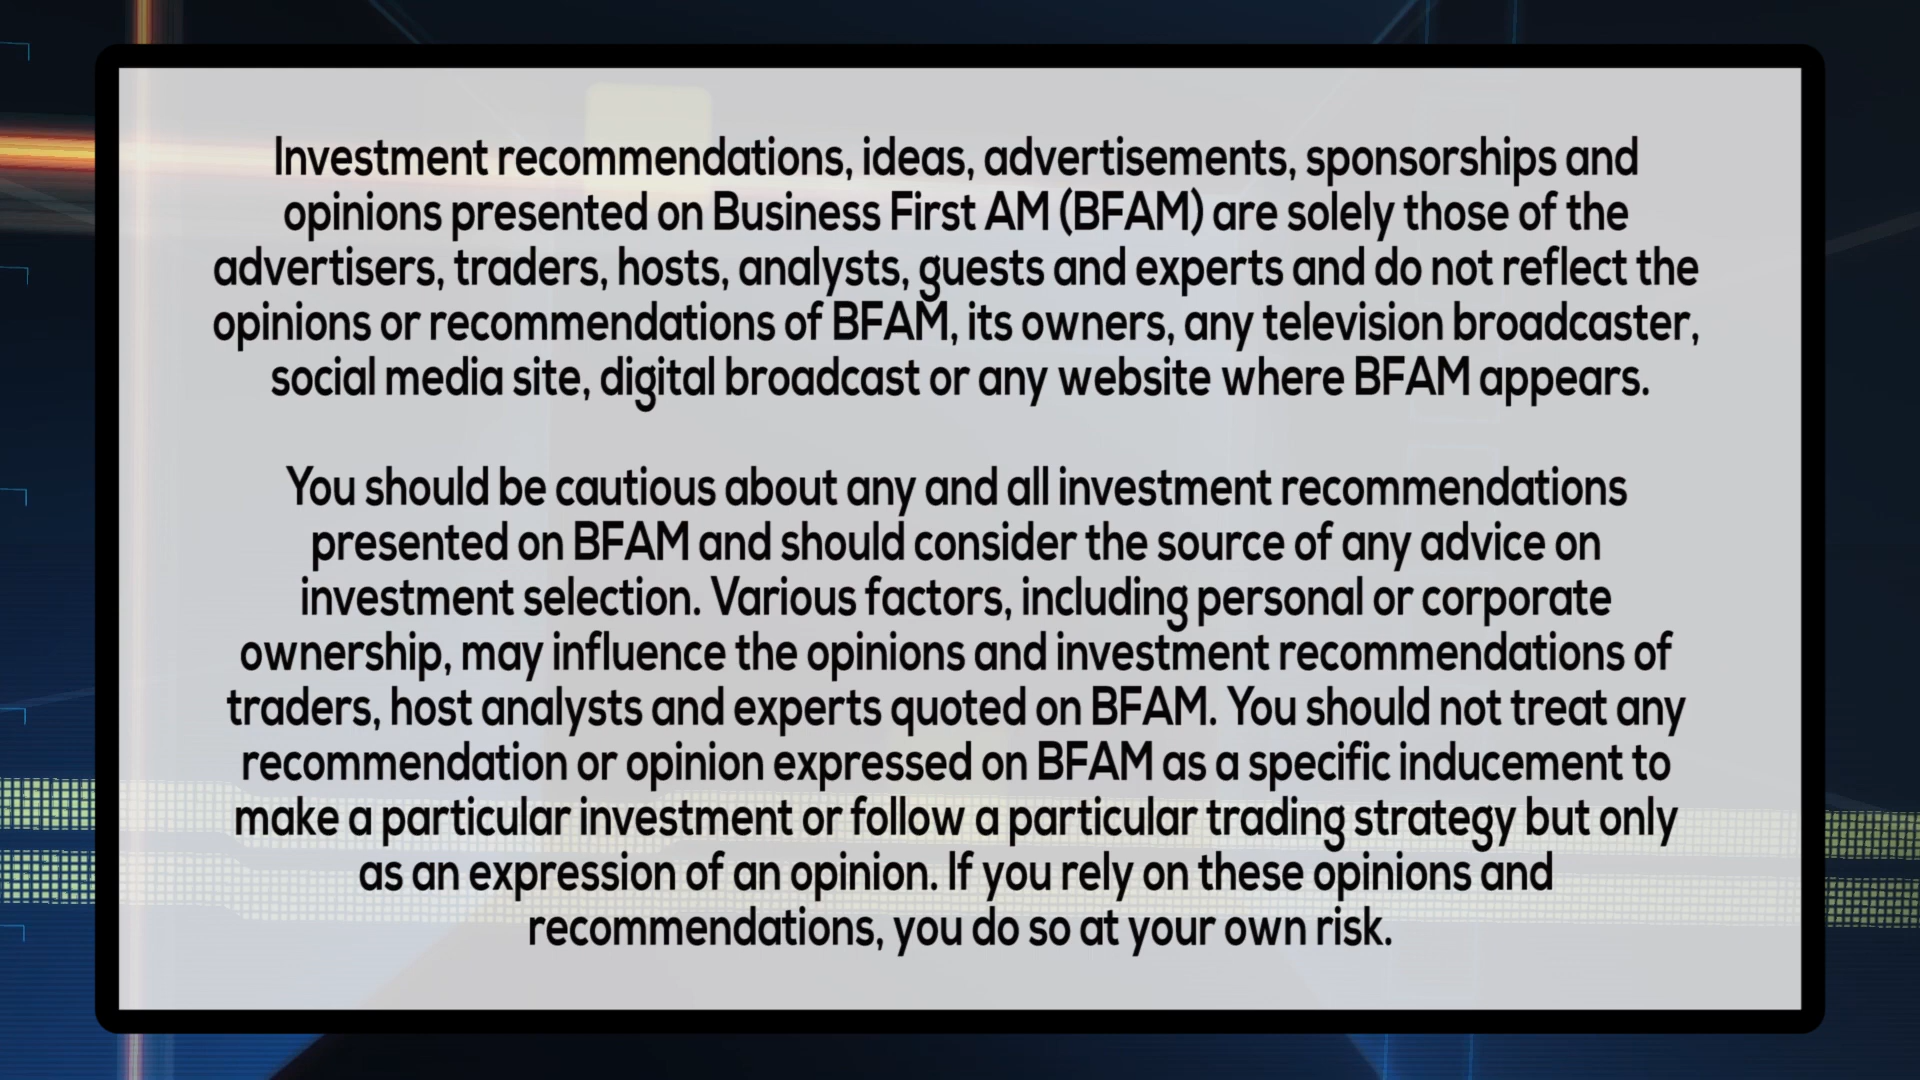 Investment recommendations, ideas, advertisements, sponsorships and
opinions presented on Business First AM (BFAM) are solely those of the
advertisers, traders, hosts, analysts, guests and experts and do not reflect the
opinions or recommendations of BFAM, its owners, any television broadcaster,
social media site, digital broadcast or any website where BFAM appears.
You should be cautious about any and all investment recommendations
presented on BFAM and should consider the source of any advice on
investment selection. Various factors, including personal or corporate
ownership, may influence the opinions and investment recommendations of
traders, host analysts and experts quoted on BFAM. You should not treat any
recommendation or opinion expressed on BFAM as a specific inducement to
make a particular investment or follow a particular trading strategy but only
as an expression of an opinion. If you rely on these opinions and
recommendations, you do so at your own risk.